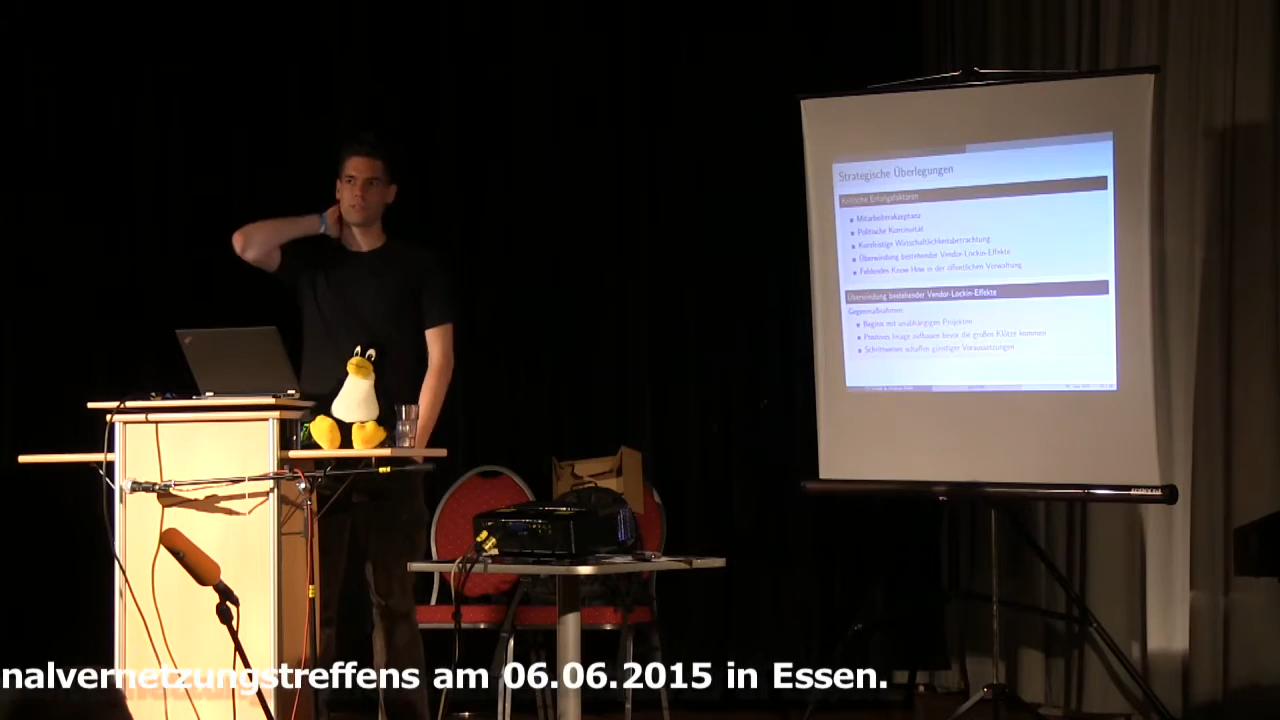 Strategische Überlegungen
Kritische Erfolgsfaktoren
Mitarbeiterakzeptanz
Politische Kontinuität
Kurzfristige Wirtschaftlichkeitsbetrachtung
Überwindung bestehender Vendor-Lockin-Effekte
Fehlendes Know How in der öffentlichen Verwaltung
Überwindung bestehender Vendor-Lockin-Effekte
Gegenmaßnahmen:
Beginn mit unabhängigen Projekten
Positives Image aufbauen bevor die großen Klötze kommen
Schrittweises schaffen günstiger Voraussetzungen
nalvernetzungstreffens am 06.06.2015 in Essen.